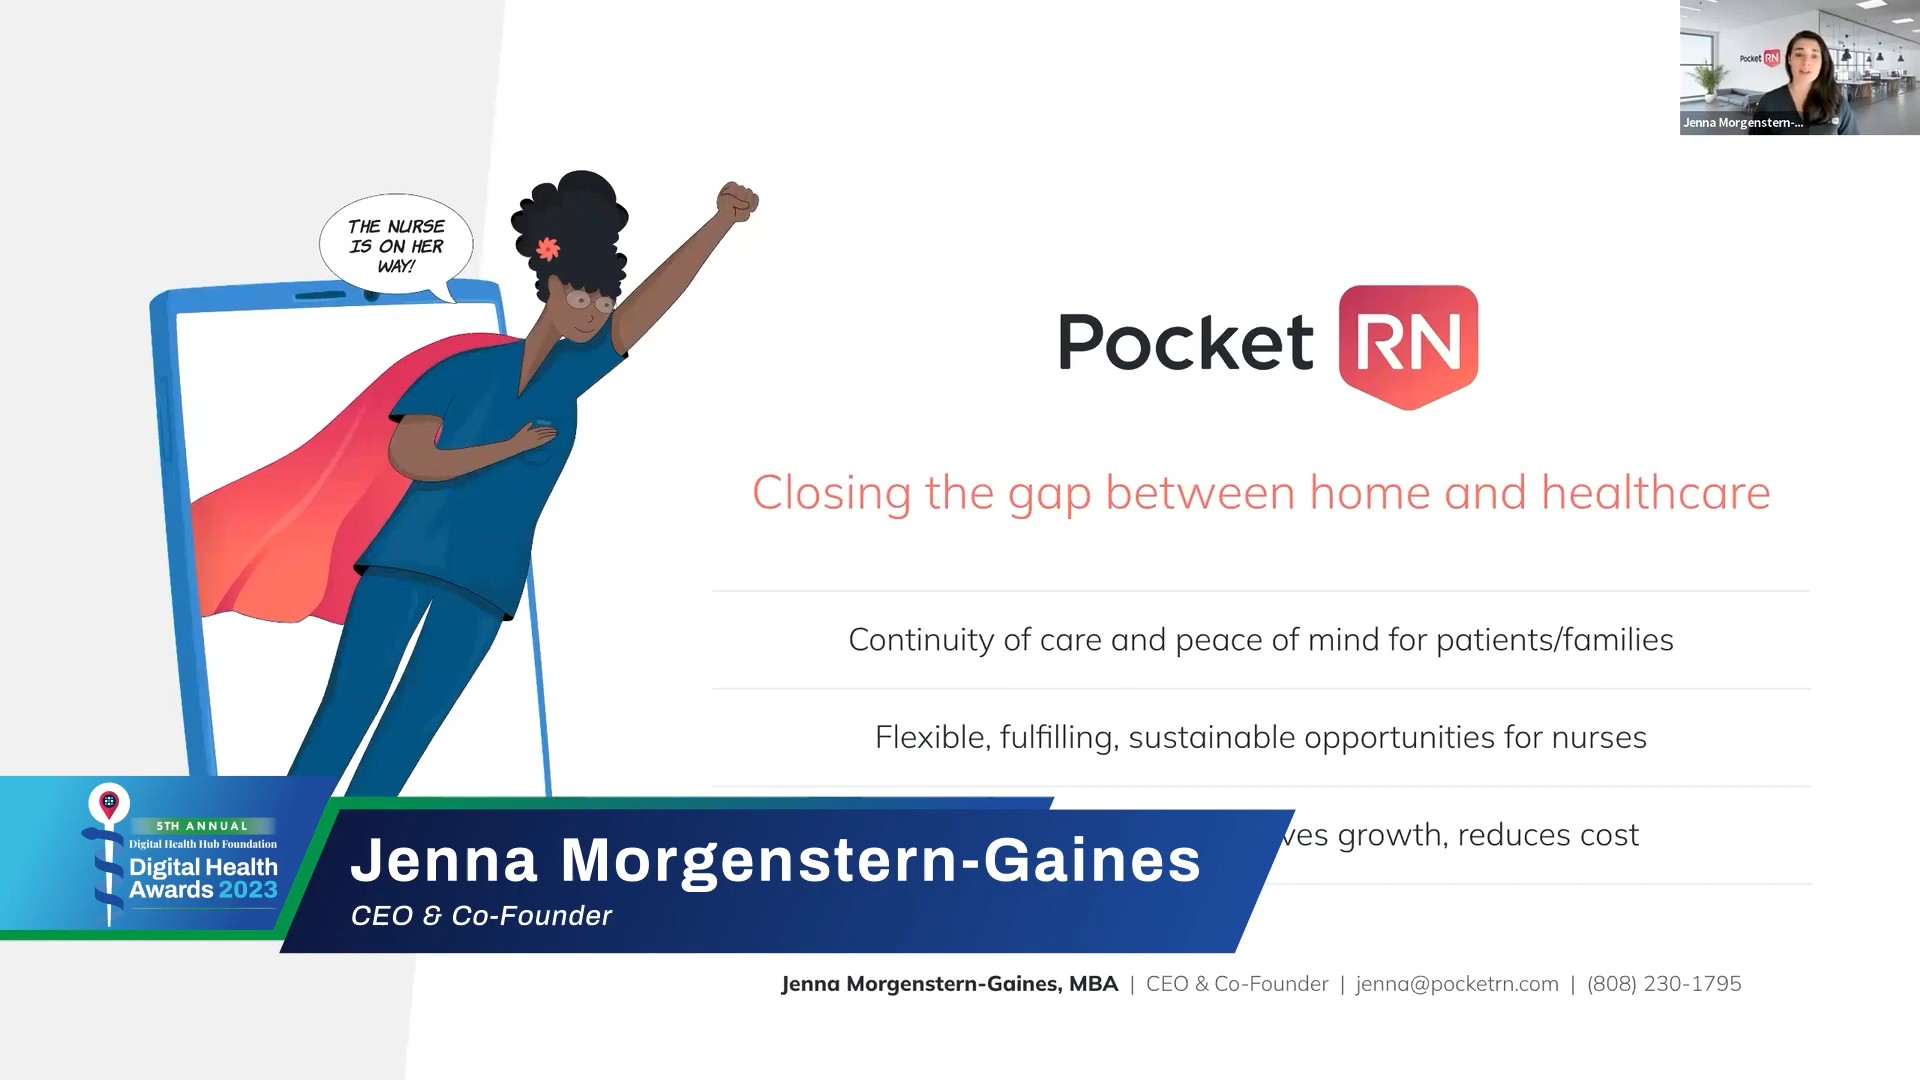 Pocket RN
Jenna Morgenstern-...
THE NURSE
IS ON HER
WAY!
Pocket RN
Closing the gap between home and healthcare
Continuity of care and peace of mind for patients/families
Flexible, fulfilling, sustainable opportunities for nurses
growth, reduces cost
5TH ANNUAL
Digital Health Hub Foundation
Digital Health
Awards 2023
Jenna Morgenstern-Gaines
CEO & Co-Founder
Jenna Morgenstern-Gaines, MBA | CEO & Co-Founder | jenna@pocketrn.com | (808) 230-1795